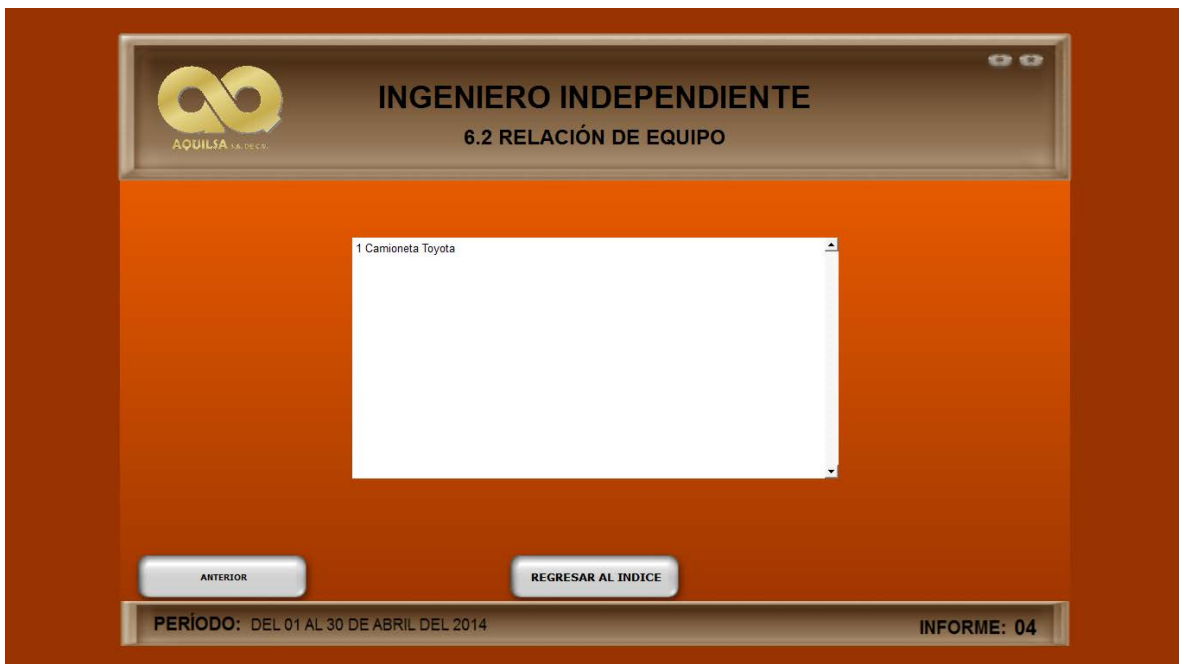 INGENIERO INDEPENDIENTE
6.2 RELACIÓN DE EQUIPO
AQUILSA S.A. DE C.V.
1 Camioneta Toyota
ANTERIOR
REGRESAR AL INDICE
PERÍODO: DEL 01 AL 30 DE ABRIL DEL 2014
INFORME: 04